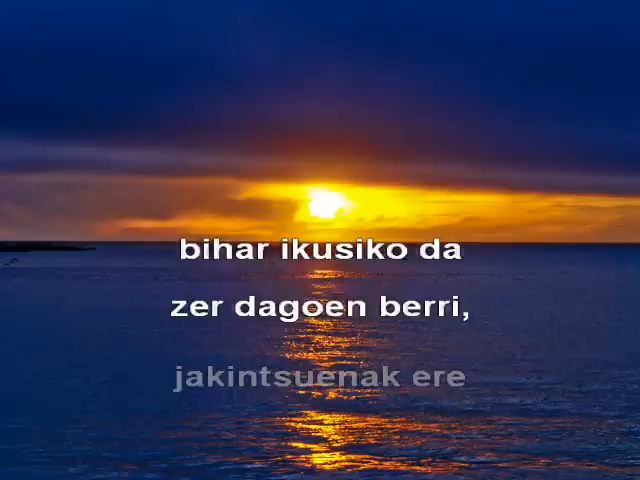 bihar ikusiko da
zer dagoen berri,
jakintsuenak ere